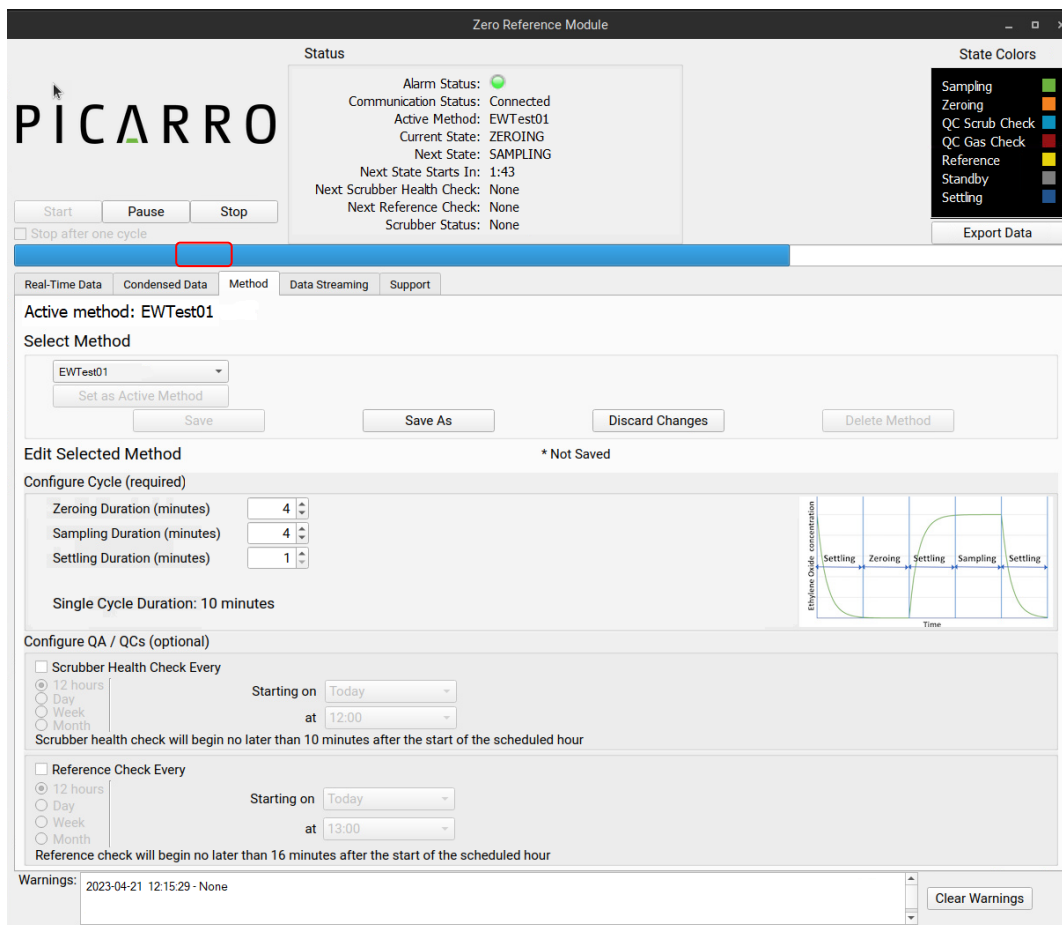 Zero Reference Module
Status
State Colors
PICARRO
Alarm Status:
Communication Status: Connected
Active Method: EWTest01
Current State: ZEROING
Next State: SAMPLING
Next State Starts In: 1:43
Next Scrubber Health Check: None
Next Reference Check: None
Scrubber Status: None
Sampling
Zeroing
QC Scrub Check
QC Gas Check
Reference
Standby
Settling
Start Pause Stop
Stop after one cycle
Export Data
Real-Time Data Condensed Data Method Data Streaming Support
Active method: EWTest01
Select Method
EWTest01
Set as Active Method
Save Save As Discard Changes Delete Method
Edit Selected Method * Not Saved
Configure Cycle (required)
Zeroing Duration (minutes) 4
Sampling Duration (minutes) 4
Settling Duration (minutes) 1
Single Cycle Duration: 10 minutes
Ethylene Oxide concentration
Settling Zeroing Settling Sampling Settling
Time
Configure QA / QCs (optional)
Scrubber Health Check Every
12 hours
Day
Week
Month
Starting on Today
at 12:00
Scrubber health check will begin no later than 10 minutes after the start of the scheduled hour
Reference Check Every
12 hours
Day
Week
Month
Starting on Today
at 13:00
Reference check will begin no later than 16 minutes after the start of the scheduled hour
Warnings:
2023-04-21 12:15:29 - None
Clear Warnings